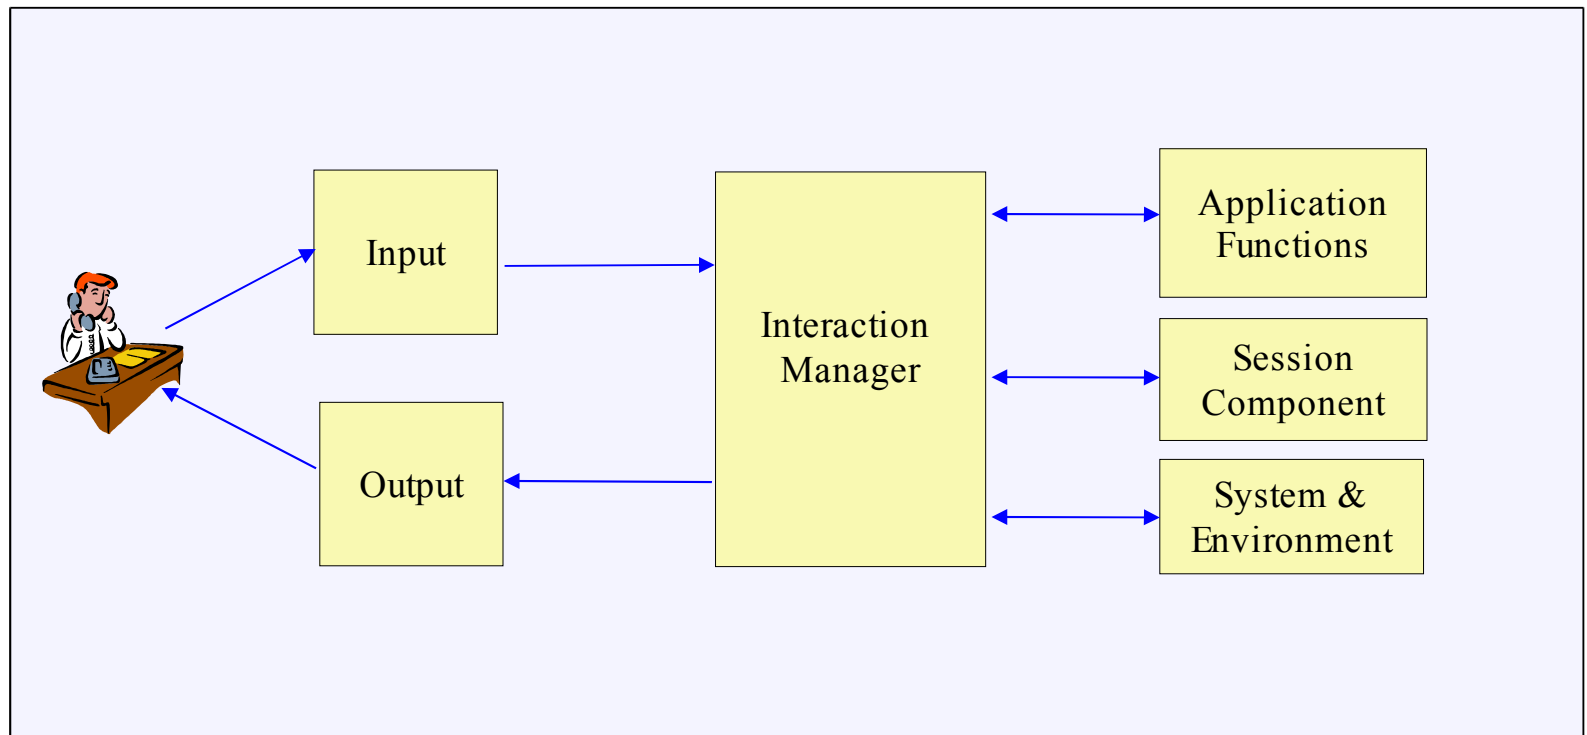 Input
Output
Interaction
Manager
Application
Functions
Session
Component
System &
Environment